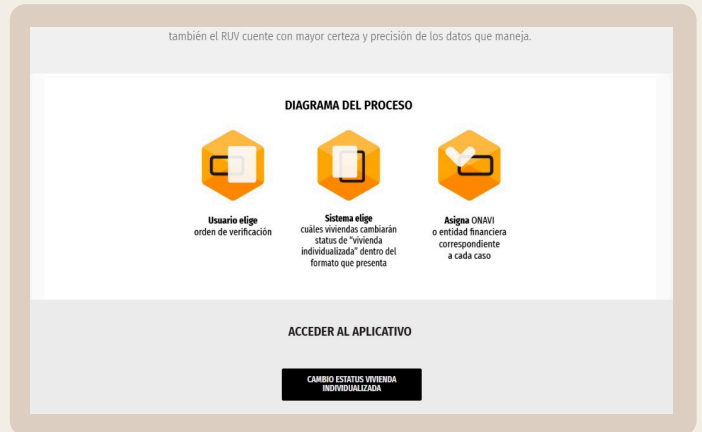 también el RUV cuente con mayor certeza y precisión de los datos que maneja.
DIAGRAMA DEL PROCESO
Usuario elige
orden de verificación
Sistema elige
cuáles viviendas cambiarán
status de "vivienda
individualizada" dentro del
formato que presenta
Asigna ONAVI
o entidad financiera
correspondiente
a cada caso
ACCEDER AL APLICATIVO
CAMBIO ESTATUS VIVIENDA
INDIVIDUALIZADA